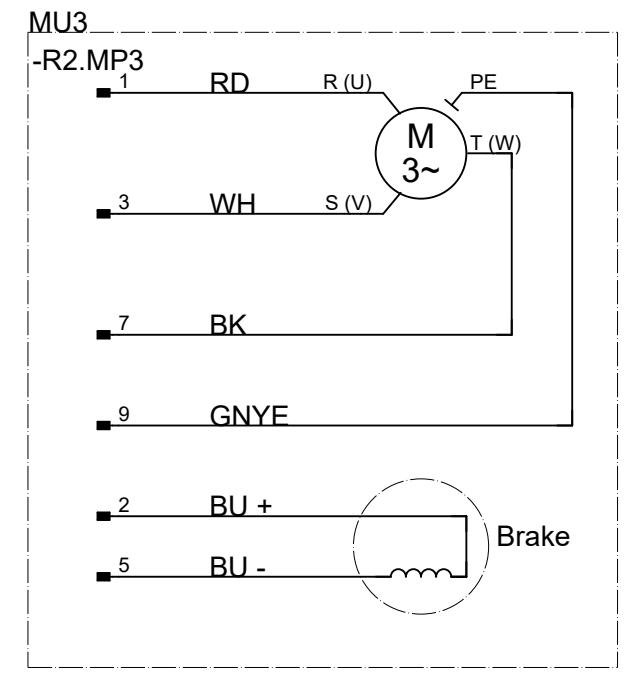 MU3
-R2.MP3
1 RD R (U) PE
M
3~
T (W)
3 WH S (V)
7 BK
9 GNYE
2 BU +
Brake
5 BU -